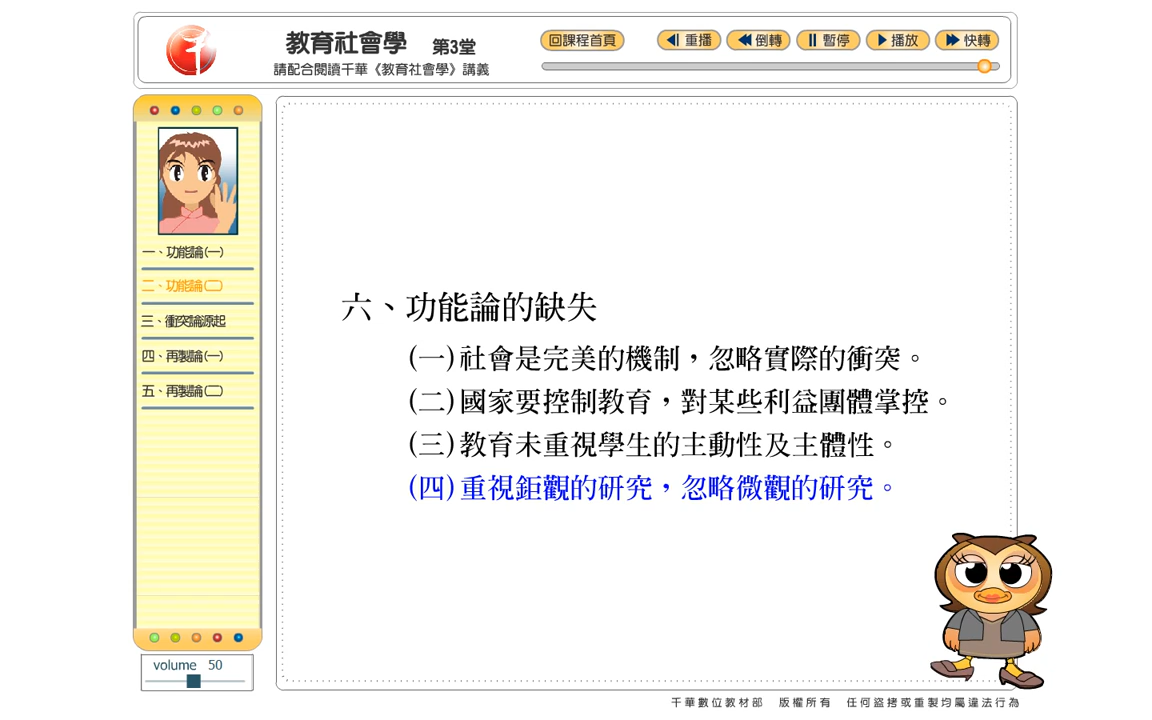 教育社會學 第3堂
請配合閱讀千華《教育社會學》講義
回課程首頁
重播
倒轉
暫停
播放
快轉
一、功能論(一)
二、功能論(二)
三、衝突論源起
四、再製論(一)
五、再製論(二)
六、功能論的缺失
(一)社會是完美的機制，忽略實際的衝突。
(二)國家要控制教育，對某些利益團體掌控。
(三)教育未重視學生的主動性及主體性。
(四)重視鉅觀的研究，忽略微觀的研究。
volume 50
千華數位教材部 版權所有 任何盜拷或重製均屬違法行為